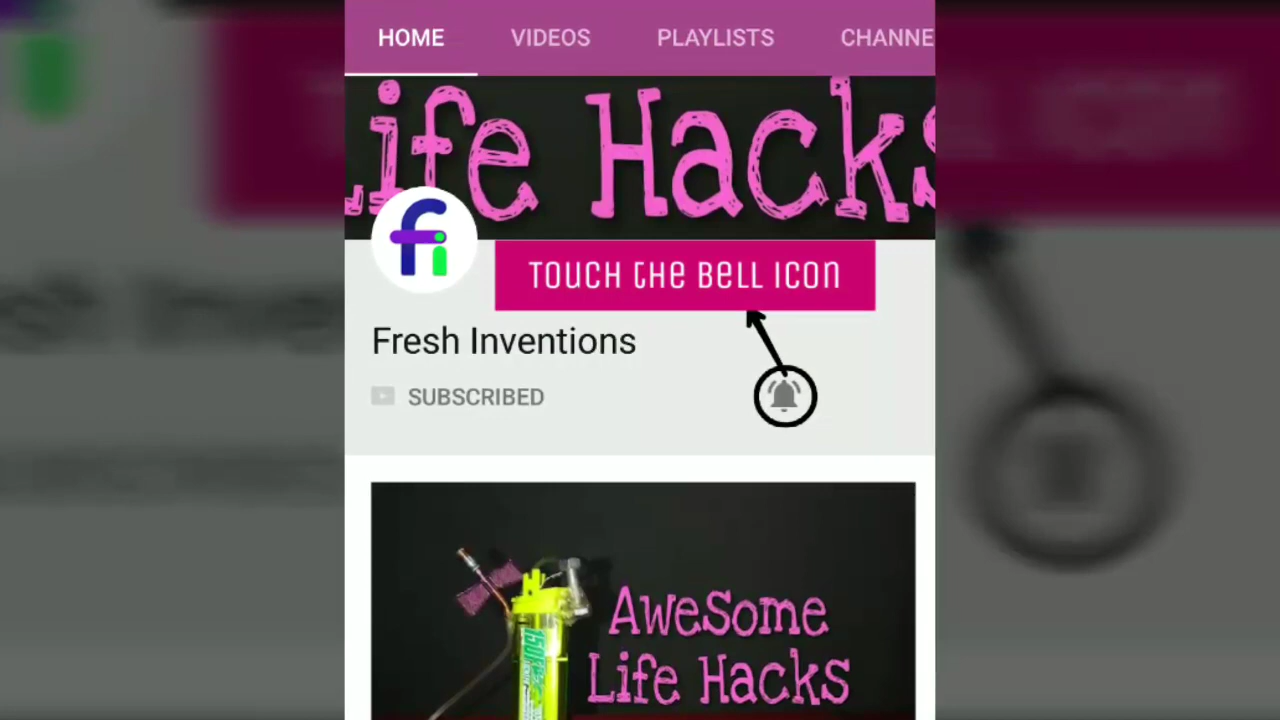 HOME VIDEOS PLAYLISTS CHANNE
Life Hacks
fi
TOUCH THE BELL ICON
Fresh Inventions
SUBSCRIBED
Awesome
Life Hacks